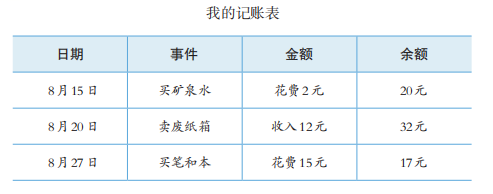 我的记账表
日期 事件 金额 余额
8月15日 买矿泉水 花费2元 20元
8月20日 卖废纸箱 收入12元 32元
8月27日 买笔和本 花费15元 17元